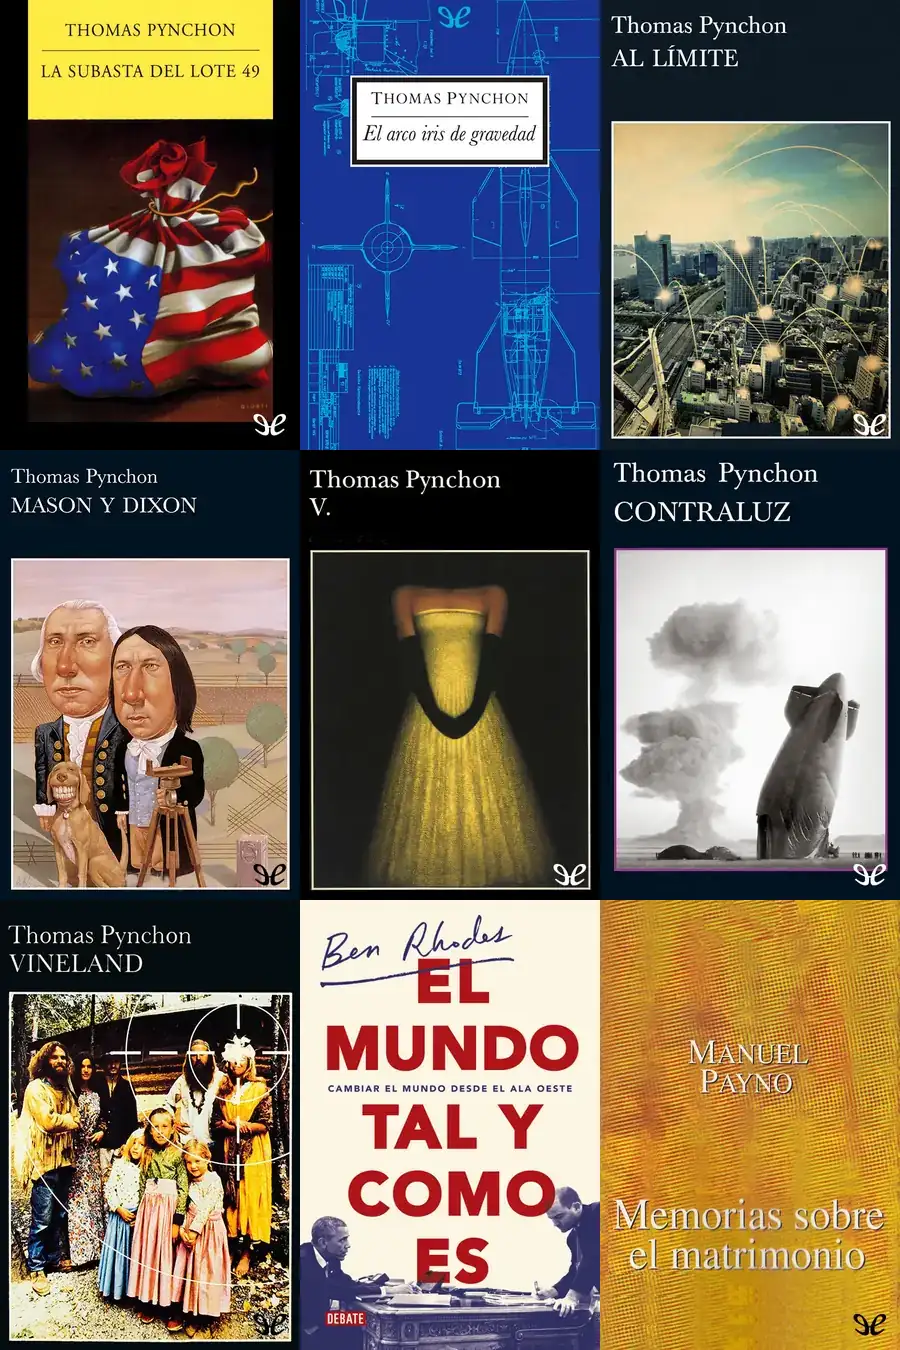 THOMAS PYNCHON
LA SUBASTA DEL LOTE 49
THOMAS PYNCHON
El arco iris de gravedad
Thomas Pynchon
AL LÍMITE
Thomas Pynchon
MASON Y DIXON
Thomas Pynchon
V.
Thomas Pynchon
CONTRALUZ
Thomas Pynchon
VINELAND
Ben Rhodes
EL
MUNDO
CAMBIAR EL MUNDO DESDE EL ALA OESTE
TAL Y
COMO
ES
DEBATE
MANUEL
PAYNO
Memorias sobre
el matrimonio